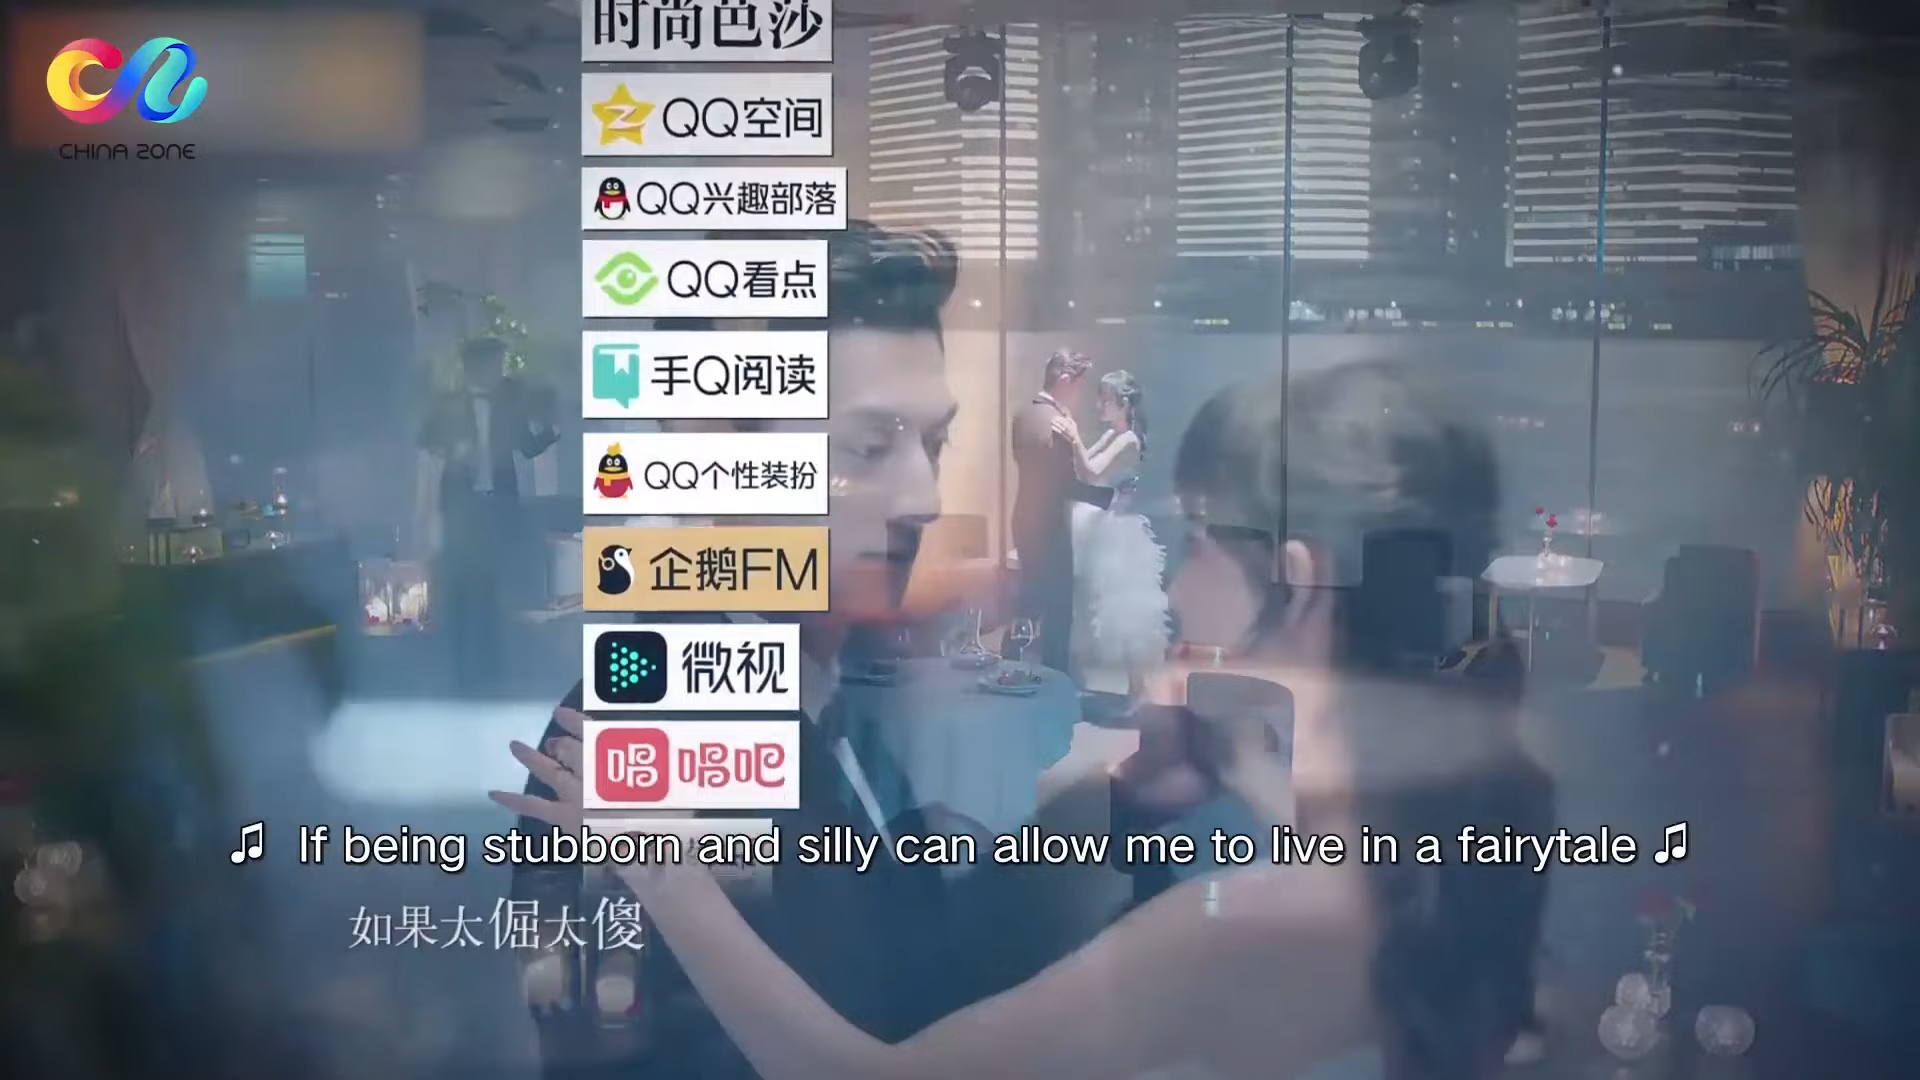 时尚芭莎
CHINA ZONE
QQ空间
QQ兴趣部落
QQ看点
手Q阅读
QQ个性装扮
企鹅FM
微视
唱 唱吧
♫ If being stubborn and silly can allow me to live in a fairytale ♫
如果太倔太傻